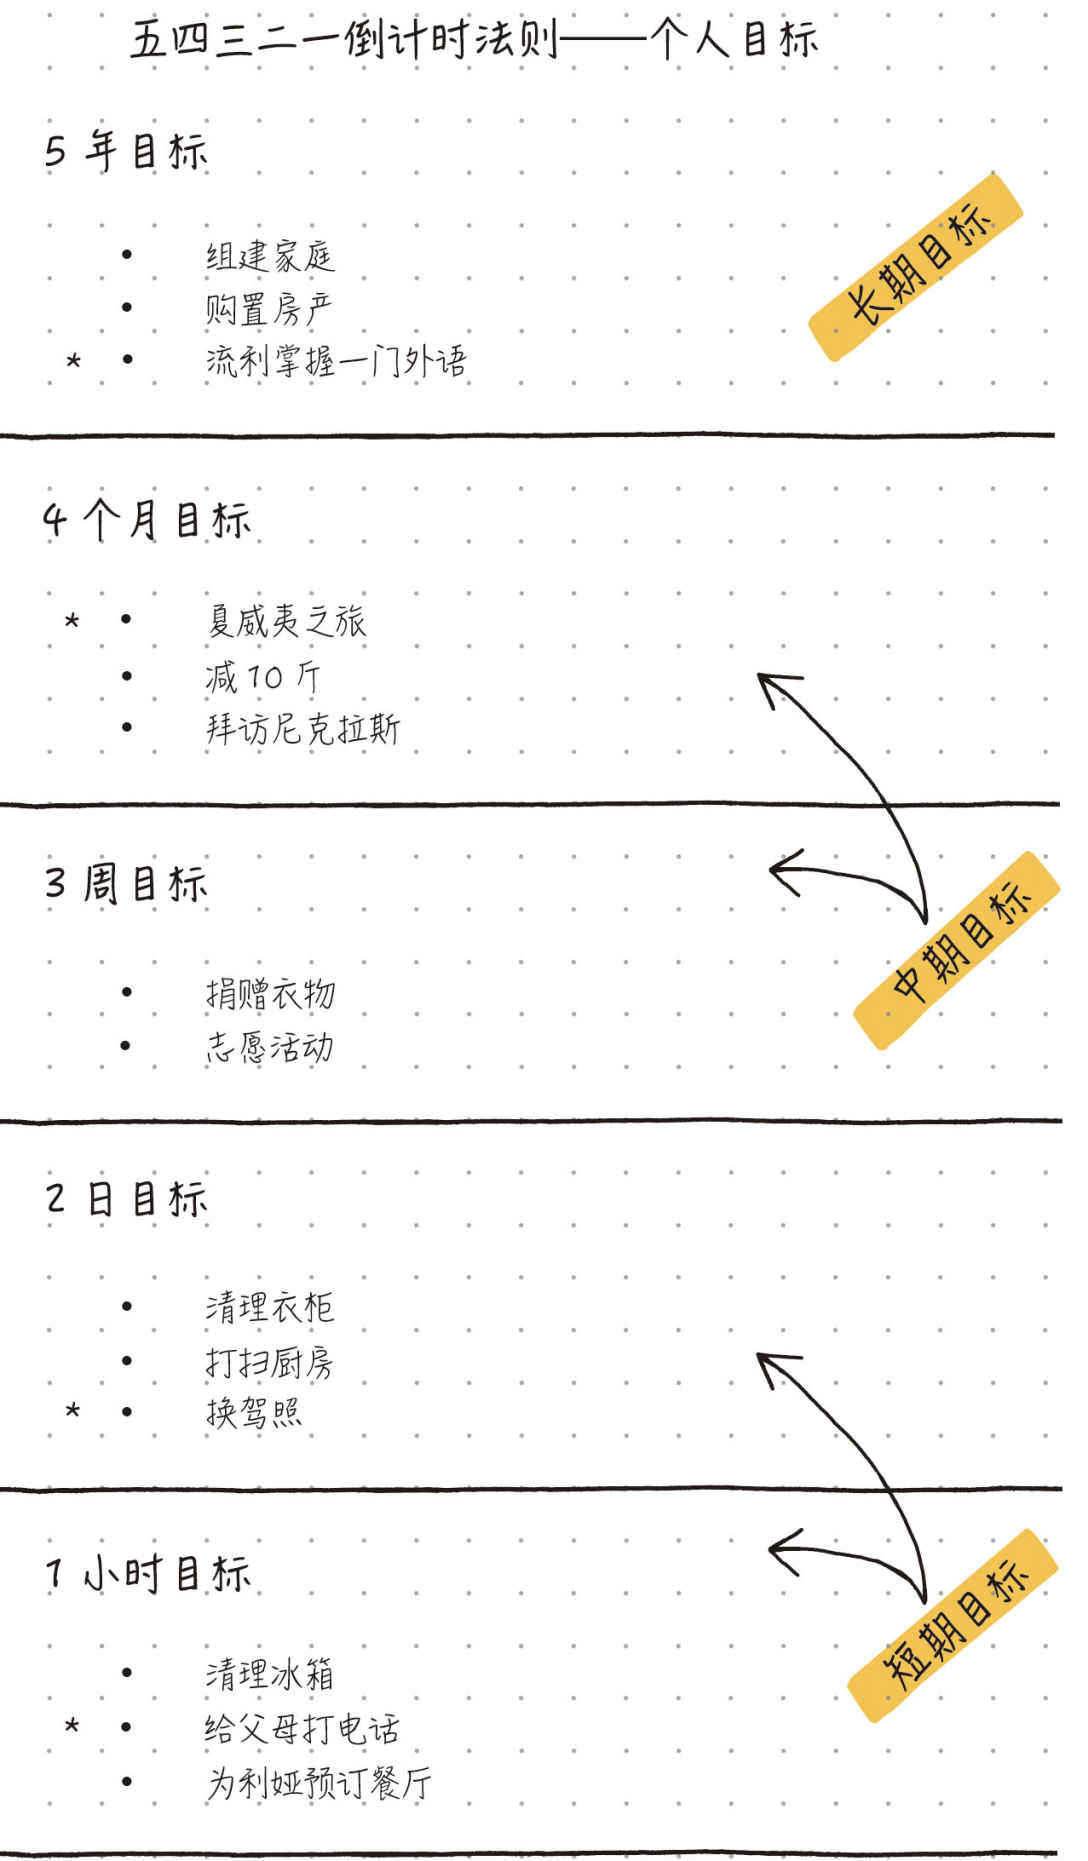 五四三二一倒计时法则——个人目标
5 年目标
• 组建家庭
• 购置房产
* • 流利掌握一门外语
长期目标
4 个月目标
* • 夏威夷之旅
• 减 10 斤
• 拜访尼克拉斯
3 周目标
• 捐赠衣物
• 志愿活动
中期目标
2 日目标
• 清理衣柜
• 打扫厨房
* • 换驾照
1 小时目标
• 清理冰箱
* • 给父母打电话
• 为利娅预订餐厅
短期目标